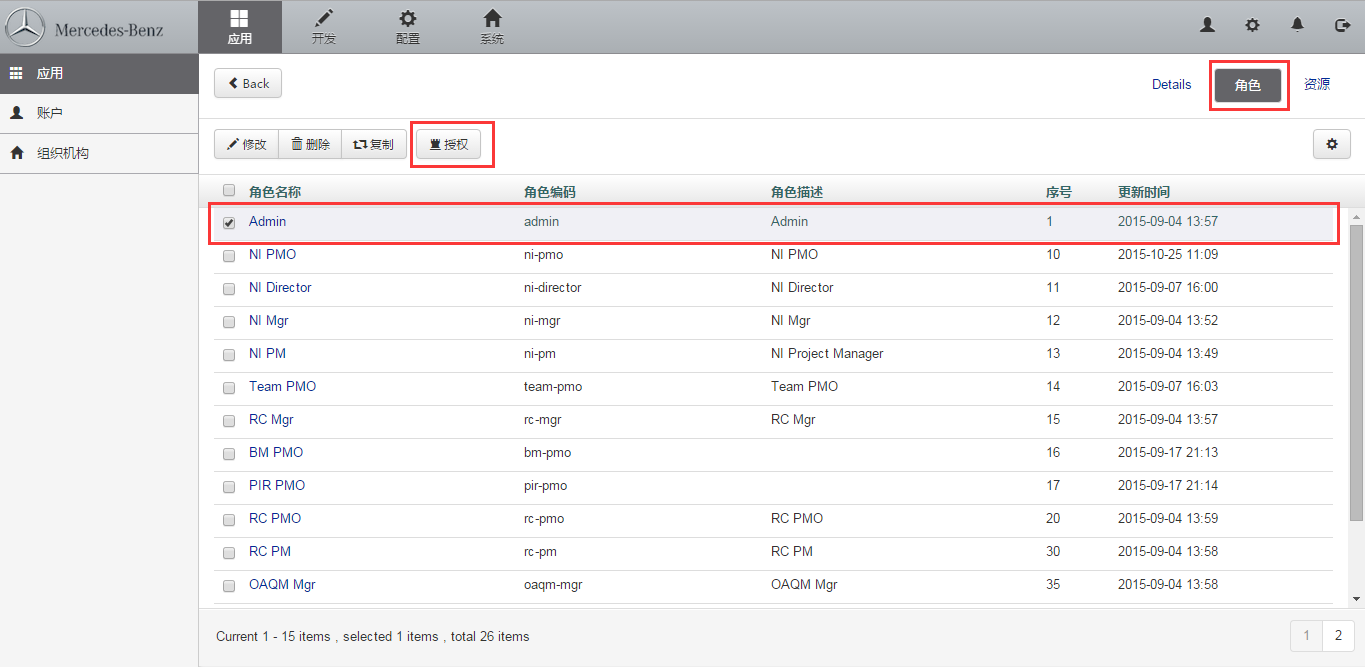 Mercedes-Benz
应用
开发
配置
系统
应用
账户
组织机构
Back
Details
角色
资源
修改
删除
复制
授权
角色名称 角色编码 角色描述 序号 更新时间
Admin admin Admin 1 2015-09-04 13:57
NI PMO ni-pmo NI PMO 10 2015-10-25 11:09
NI Director ni-director NI Director 11 2015-09-07 16:00
NI Mgr ni-mgr NI Mgr 12 2015-09-04 13:52
NI PM ni-pm NI Project Manager 13 2015-09-04 13:49
Team PMO team-pmo Team PMO 14 2015-09-07 16:03
RC Mgr rc-mgr RC Mgr 15 2015-09-04 13:57
BM PMO bm-pmo 16 2015-09-17 21:13
PIR PMO pir-pmo 17 2015-09-17 21:14
RC PMO rc-pmo RC PMO 20 2015-09-04 13:59
RC PM rc-pm RC PM 30 2015-09-04 13:58
OAQM Mgr oaqm-mgr OAQM Mgr 35 2015-09-04 13:58
Current 1 - 15 items , selected 1 items , total 26 items
1 2